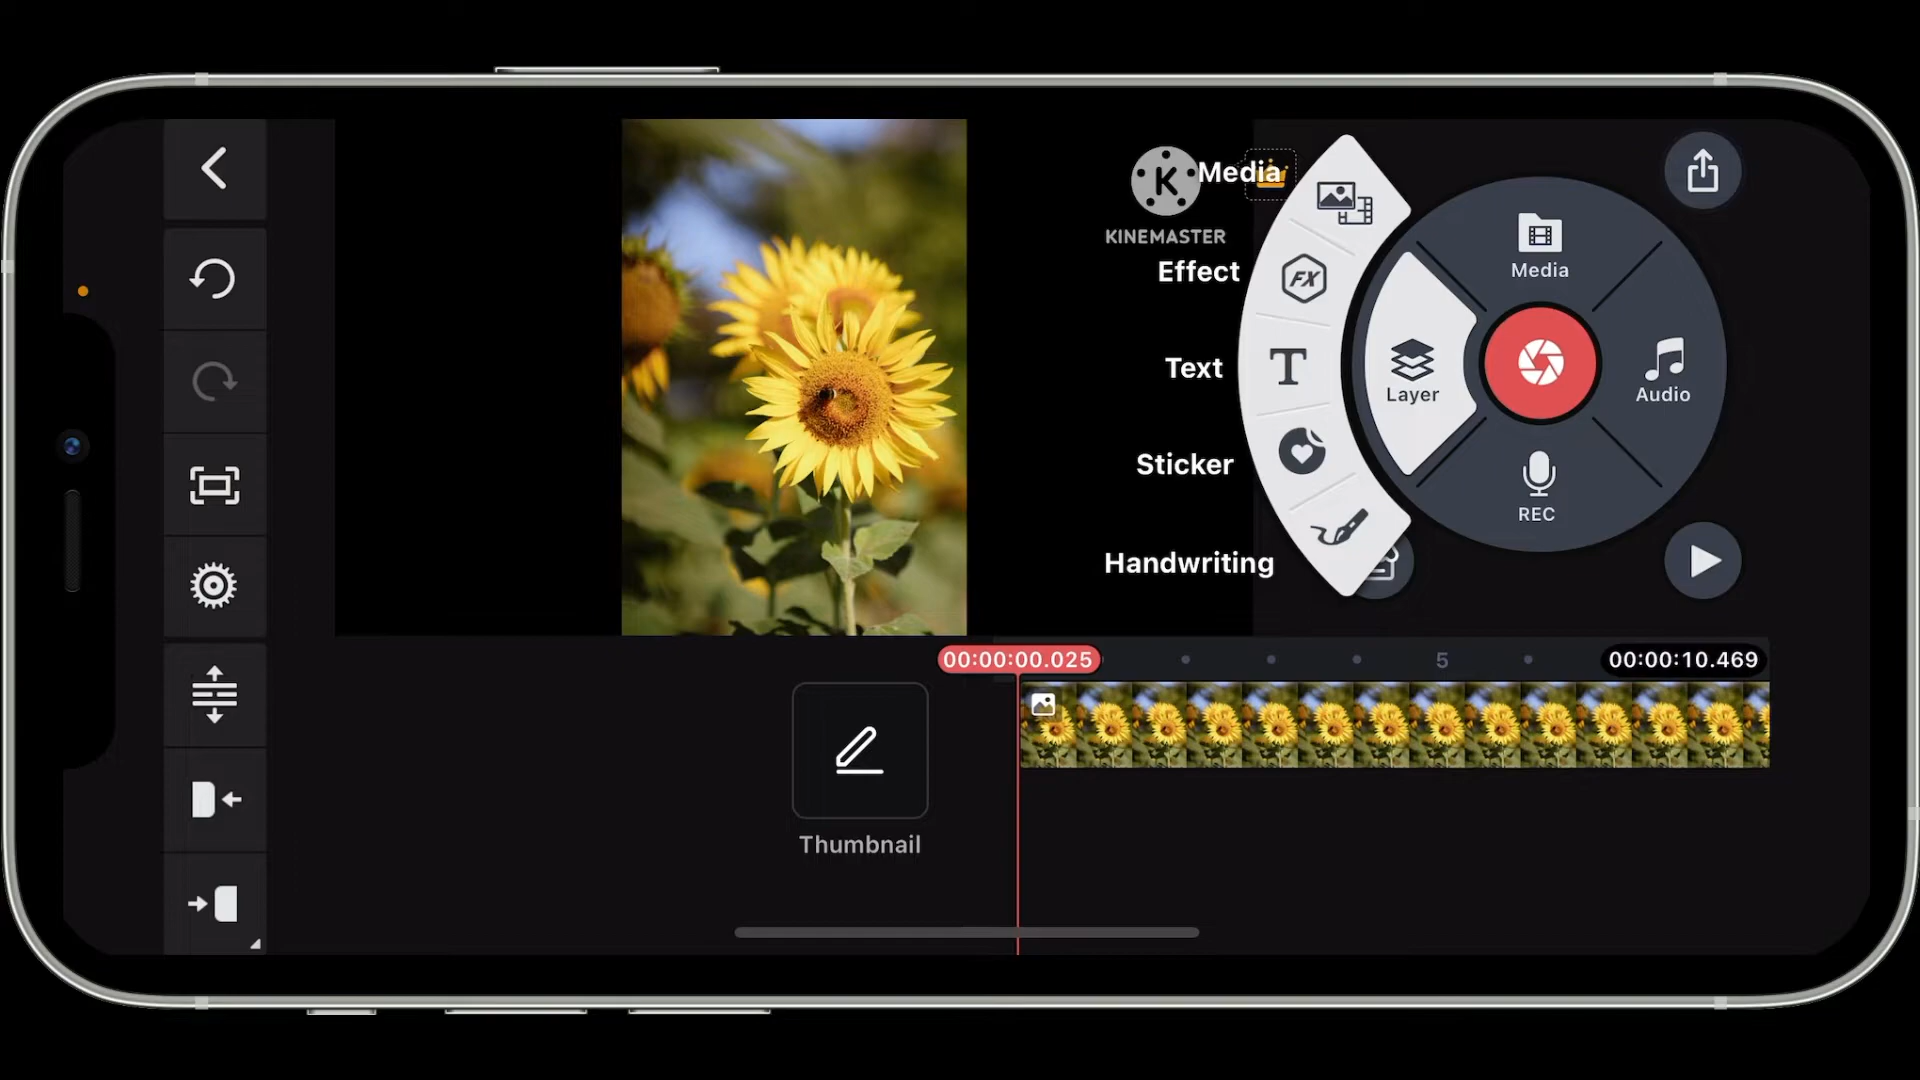 K
KINEMASTER
Media
Effect
FX
Text
T
Sticker
Handwriting
Media
Layer
Audio
REC
00:00:00.025
5
00:00:10.469
Thumbnail